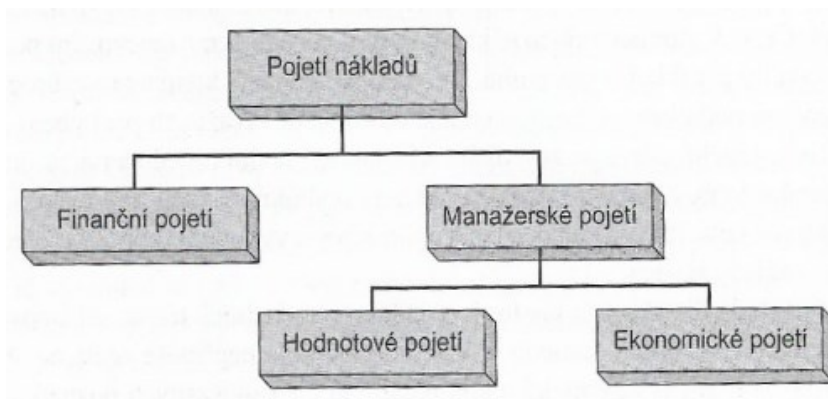 Pojetí nákladů
Finanční pojetí
Manažerské pojetí
Hodnotové pojetí
Ekonomické pojetí